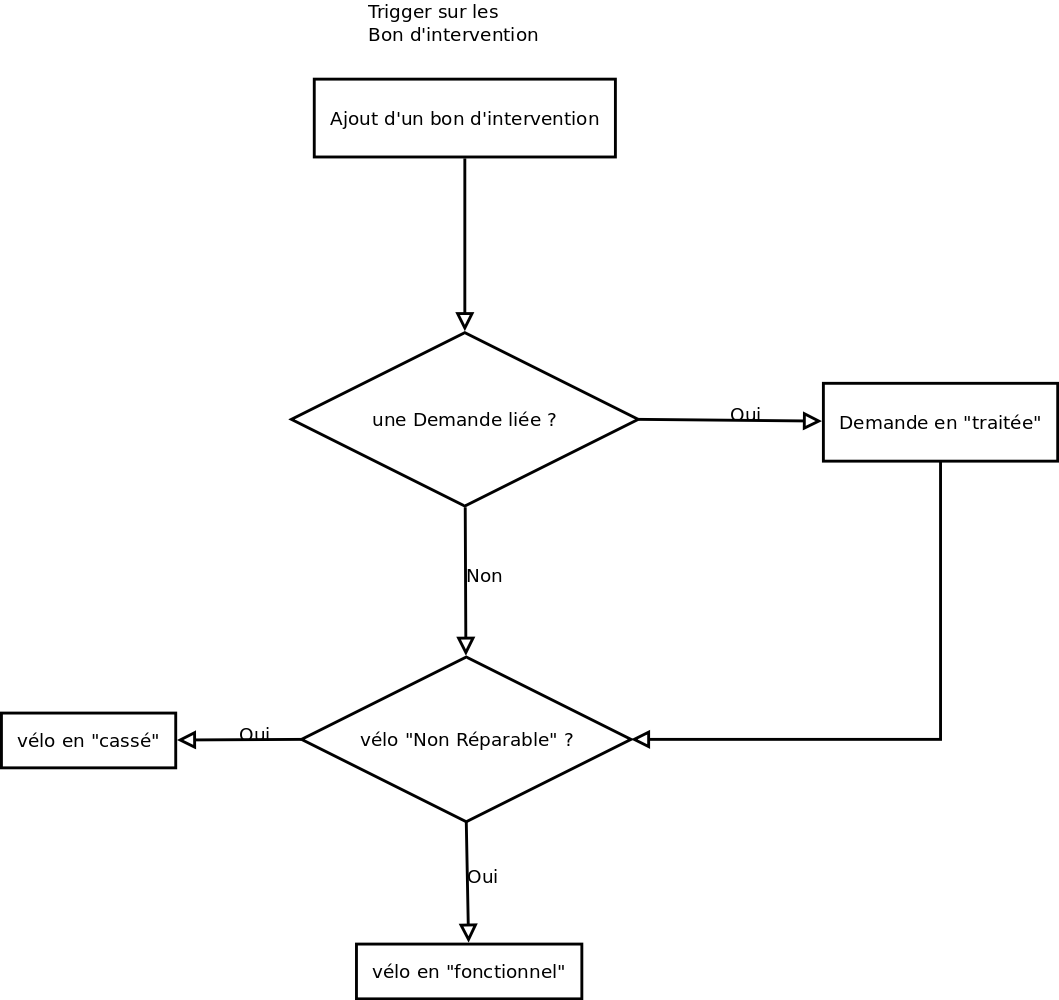 Trigger sur les
Bon d'intervention
Ajout d'un bon d'intervention
une Demande liée ?
Oui
Demande en "traitée"
Non
vélo en "cassé"
Oui
vélo "Non Réparable" ?
Oui
vélo en "fonctionnel"